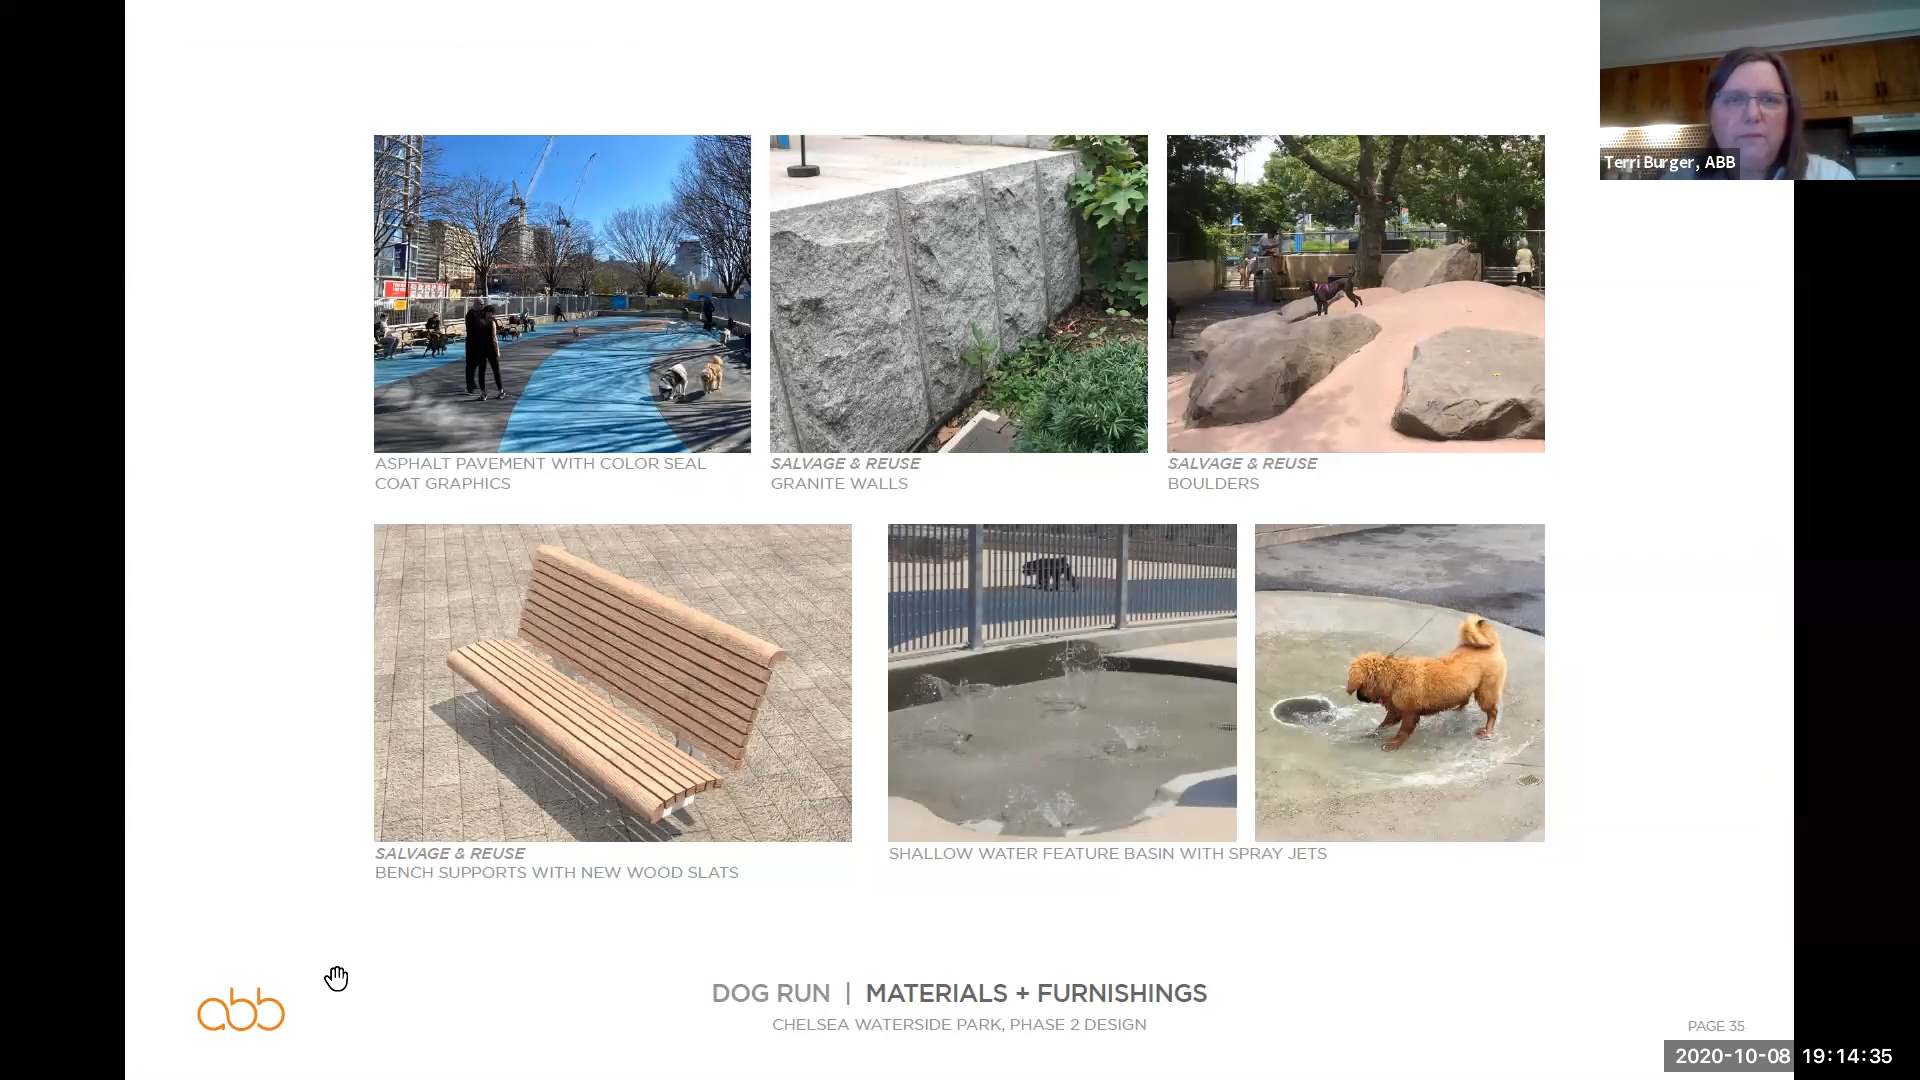 Terri Burger, ABB
ASPHALT PAVEMENT WITH COLOR SEAL
COAT GRAPHICS
SALVAGE & REUSE
GRANITE WALLS
SALVAGE & REUSE
BOULDERS
SALVAGE & REUSE
BENCH SUPPORTS WITH NEW WOOD SLATS
SHALLOW WATER FEATURE BASIN WITH SPRAY JETS
abb
DOG RUN | MATERIALS + FURNISHINGS
CHELSEA WATERSIDE PARK, PHASE 2 DESIGN
PAGE 35
2020-10-08 19:14:35